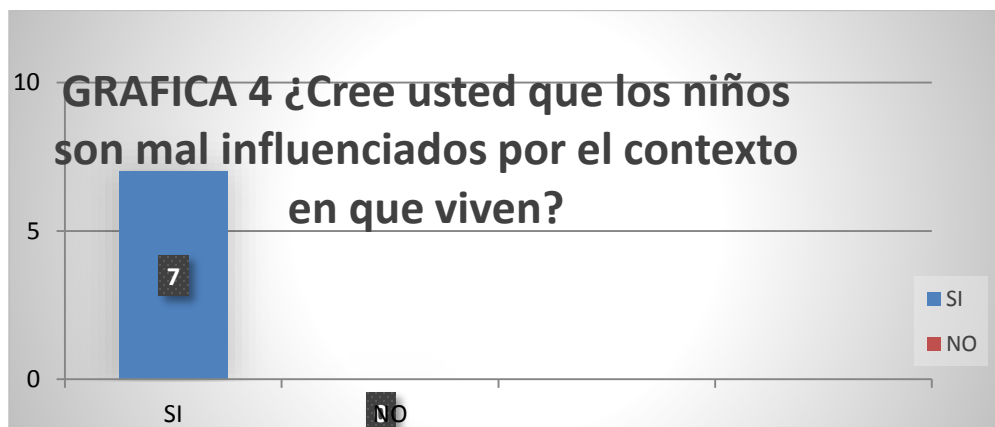 GRAFICA 4 ¿Cree usted que los niños
son mal influenciados por el contexto
en que viven?
10
5
0
7
SI
NO
SI
NO